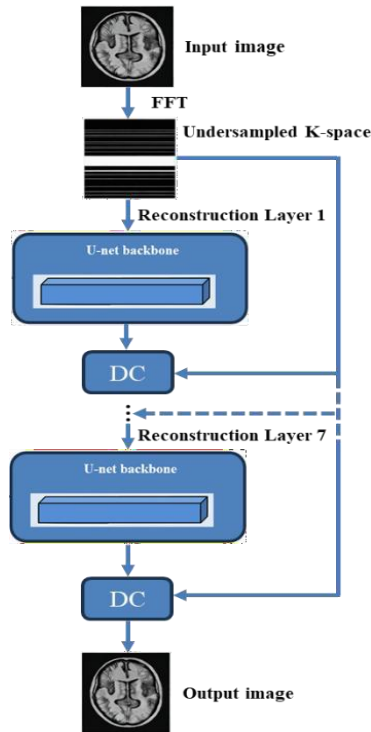 Input image
FFT
Undersampled K-space
Reconstruction Layer 1
U-net backbone
DC
Reconstruction Layer 7
U-net backbone
DC
Output image